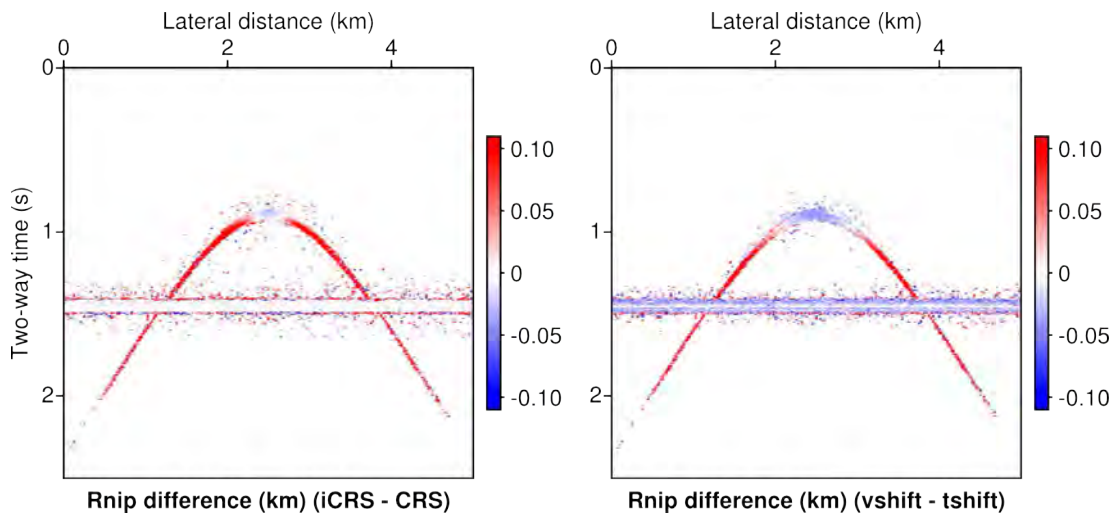 Lateral distance (km)
0 2 4
0
1
2
Two-way time (s)
0.10
0.05
0
-0.05
-0.10
Rnip difference (km) (iCRS - CRS)
Lateral distance (km)
0 2 4
0
1
2
0.10
0.05
0
-0.05
-0.10
Rnip difference (km) (vshift - tshift)